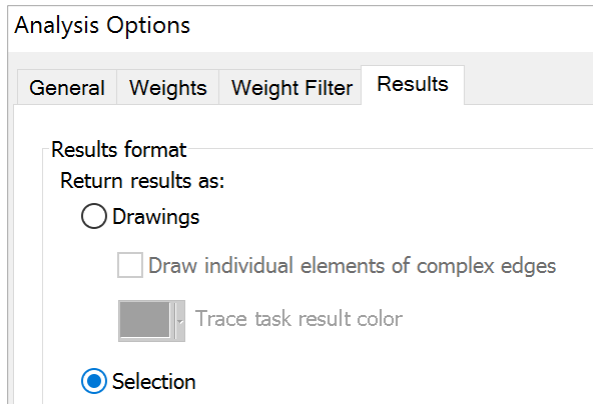 Analysis Options
General Weights Weight Filter Results
Results format
Return results as:
Drawings
Draw individual elements of complex edges
Trace task result color
Selection